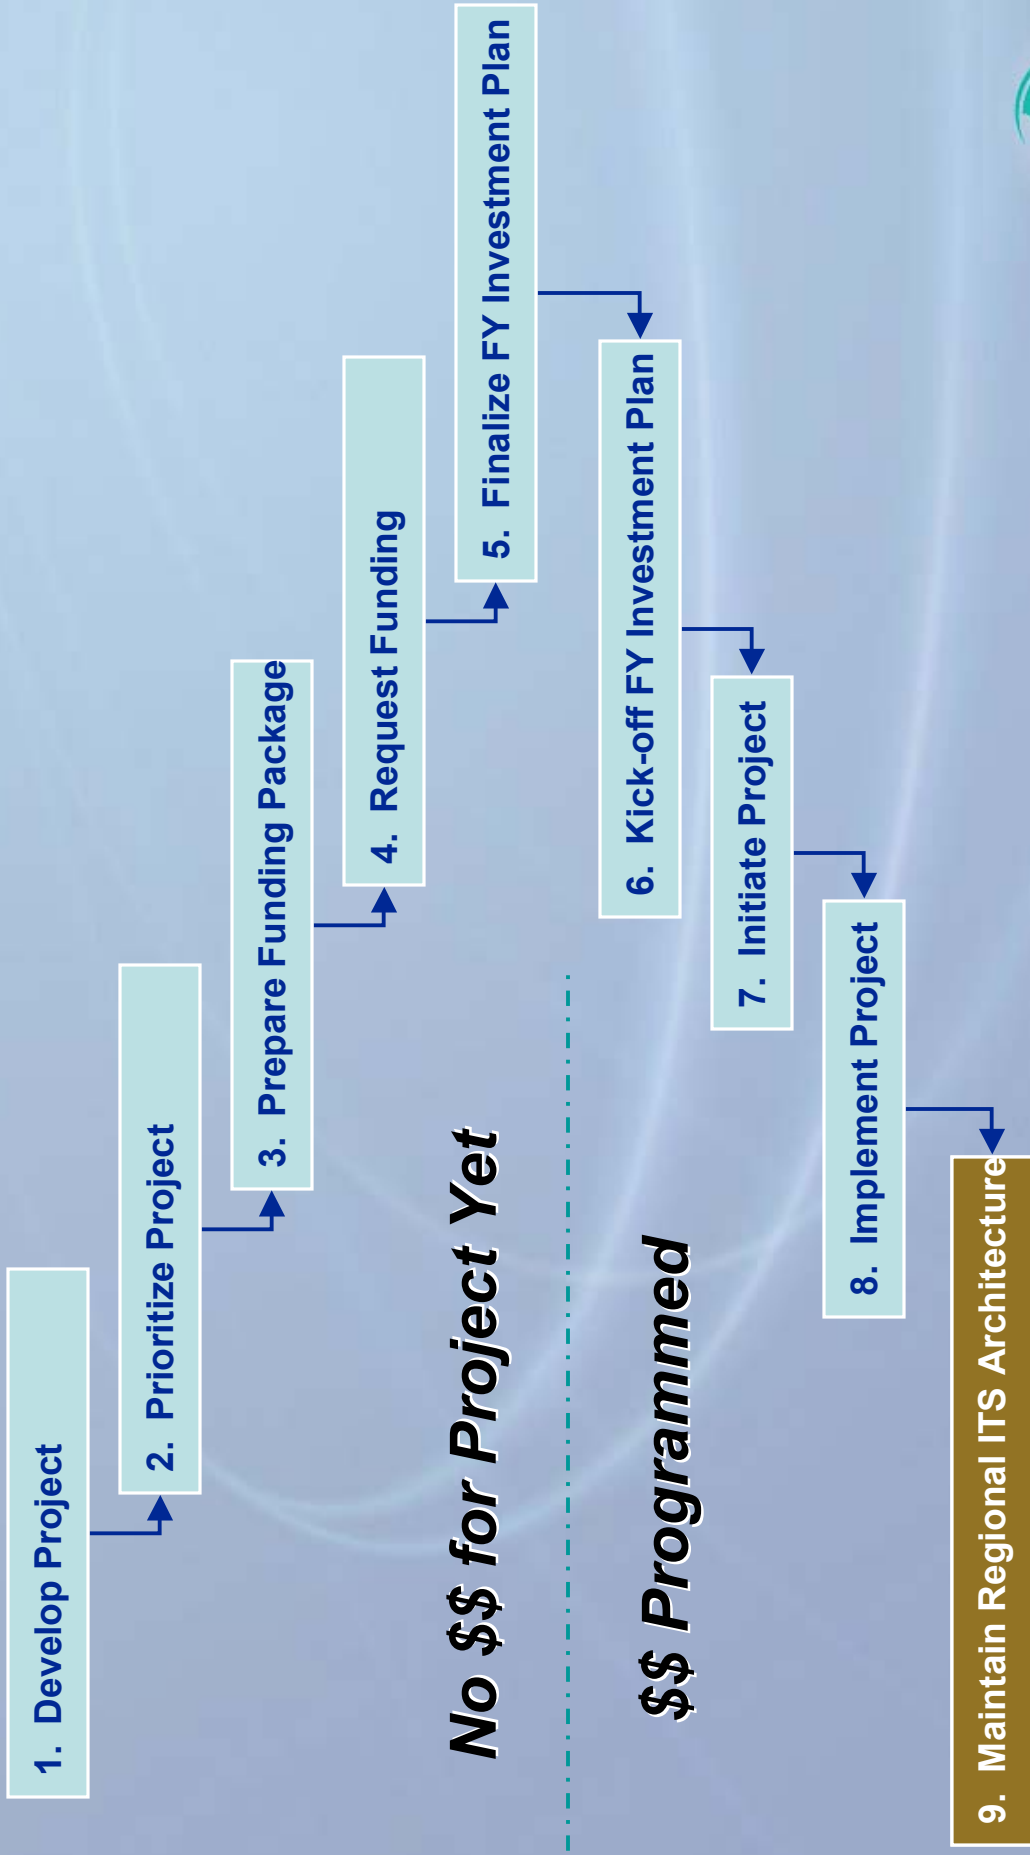 1. Develop Project
2. Prioritize Project
3. Prepare Funding Package
4. Request Funding
5. Finalize FY Investment Plan
No $$ for Project Yet
$$ Programmed
6. Kick-off FY Investment Plan
7. Initiate Project
8. Implement Project
9. Maintain Regional ITS Architecture